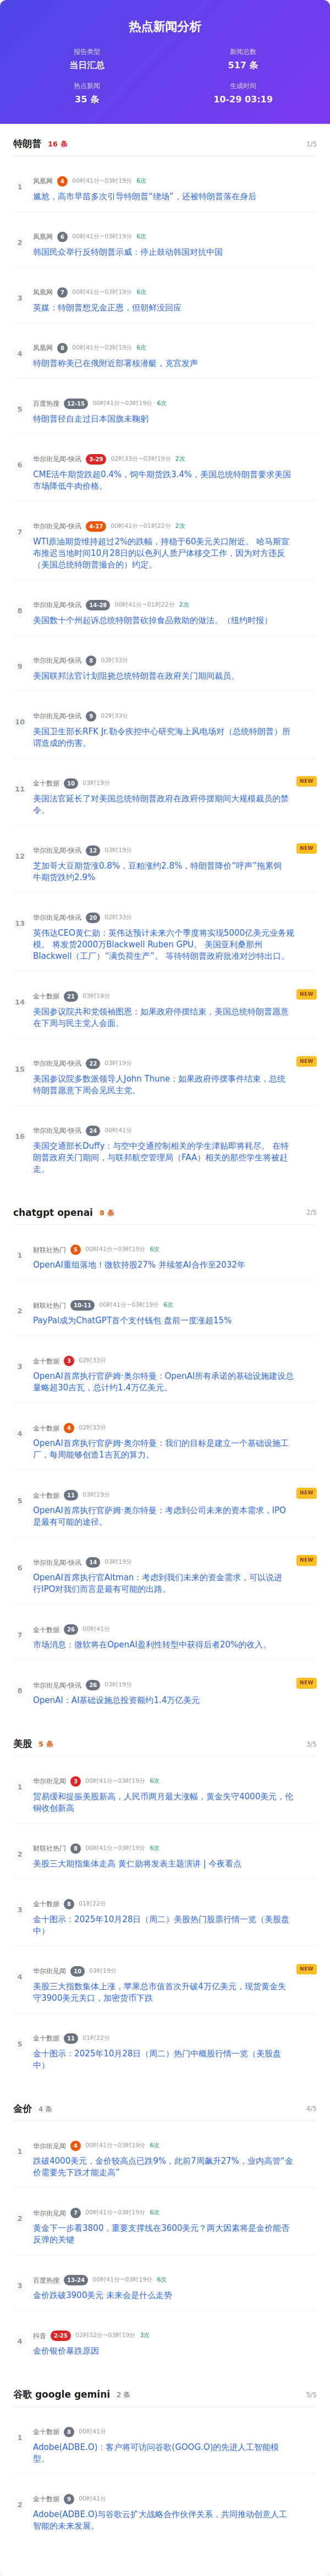 热点新闻分析
报告类型
当日汇总
新闻总数
517 条
热点新闻
35 条
生成时间
10-29 03:19
特朗普 16 条 1/5
1
凤凰网 4 00时41分~03时19分 6次
尴尬，高市早苗多次引导特朗普“绕场”，还被特朗普落在身后
2
凤凰网 6 00时41分~03时19分 6次
韩国民众举行反特朗普示威：停止鼓动韩国对抗中国
3
凤凰网 7 00时41分~03时19分 6次
英媒：特朗普想见金正恩，但朝鲜没回应
4
凤凰网 8 00时41分~03时19分 6次
特朗普称美已在俄附近部署核潜艇，克宫发声
5
百度热搜 12-15 00时41分~03时19分 6次
特朗普径自走过日本国旗未鞠躬
6
华尔街见闻-快讯 3-29 02时33分~03时19分 2次
CME活牛期货跌超0.4%，饲牛期货跌3.4%，美国总统特朗普要求美国
市场降低牛肉价格。
7
华尔街见闻-快讯 4-17 00时41分~01时22分 2次
WTI原油期货维持超过2%的跌幅，持稳于60美元关口附近。 哈马斯宣
布推迟当地时间10月28日的以色列人质尸体移交工作，因为对方违反
（美国总统特朗普撮合的）约定。
8
华尔街见闻-快讯 14-28 00时41分~01时22分 2次
美国数十个州起诉总统特朗普砍掉食品救助的做法。（纽约时报）
9
华尔街见闻-快讯 8 02时33分
美国联邦法官计划阻挠总统特朗普在政府关门期间裁员。
10
华尔街见闻-快讯 9 02时33分
美国卫生部长RFK Jr.勒令疾控中心研究海上风电场对（总统特朗普）所
谓造成的伤害。
11
金十数据 10 03时19分 NEW
美国法官延长了对美国总统特朗普政府在政府停摆期间大规模裁员的禁
令。
12
华尔街见闻-快讯 12 03时19分 NEW
芝加哥大豆期货涨0.8%，豆粕涨约2.8%，特朗普降价“呼声”拖累饲
牛期货跌约2.9%
13
华尔街见闻-快讯 20 02时33分
英伟达CEO黄仁勋：英伟达预计未来六个季度将实现5000亿美元业务规
模。 将发货2000万Blackwell Ruben GPU。 美国亚利桑那州
Blackwell（工厂）“满负荷生产”。 等待特朗普政府批准对沙特出口。
14
金十数据 21 03时19分 NEW
美国参议院共和党领袖图恩：如果政府停摆结束，美国总统特朗普愿意
在下周与民主党人会面。
15
华尔街见闻-快讯 22 03时19分 NEW
美国参议院多数派领导人John Thune：如果政府停摆事件结束，总统
特朗普愿意下周会见民主党。
16
华尔街见闻-快讯 24 00时41分
美国交通部长Duffy：与空中交通控制相关的学生津贴即将耗尽。 在特
朗普政府关门期间，与联邦航空管理局（FAA）相关的那些学生将被赶
走。
chatgpt openai 8 条 2/5
1
财联社热门 5 00时41分~03时19分 6次
OpenAI重组落地！微软持股27% 并续签AI合作至2032年
2
财联社热门 10-11 00时41分~03时19分 6次
PayPal成为ChatGPT首个支付钱包 盘前一度涨超15%
3
金十数据 3 02时33分
OpenAI首席执行官萨姆·奥尔特曼：OpenAI所有承诺的基础设施建设总
量略超30吉瓦，总计约1.4万亿美元。
4
金十数据 4 02时33分
OpenAI首席执行官萨姆·奥尔特曼：我们的目标是建立一个基础设施工
厂，每周能够创造1吉瓦的算力。
5
金十数据 11 03时19分 NEW
OpenAI首席执行官萨姆·奥尔特曼：考虑到公司未来的资本需求，IPO
是最有可能的途径。
6
华尔街见闻-快讯 14 03时19分 NEW
OpenAI首席执行官Altman：考虑到我们未来的资金需求，可以说进
行IPO对我们而言是最有可能的出路。
7
金十数据 26 00时41分
市场消息：微软将在OpenAI盈利性转型中获得后者20%的收入。
8
华尔街见闻-快讯 26 03时19分 NEW
OpenAI：AI基础设施总投资额约1.4万亿美元
美股 5 条 3/5
1
华尔街见闻 3 00时41分~03时19分 6次
贸易缓和提振美股新高，人民币两月最大涨幅，黄金失守4000美元，伦
铜收创新高
2
财联社热门 8 00时41分~03时19分 6次
美股三大期指集体走高 黄仁勋将发表主题演讲 | 今夜看点
3
金十数据 8 01时22分
金十图示：2025年10月28日（周二）美股热门股票行情一览（美股盘
中）
4
华尔街见闻 10 03时19分 NEW
美股三大指数集体上涨，苹果总市值首次升破4万亿美元，现货黄金失
守3900美元关口，加密货币下跌
5
金十数据 11 01时22分
金十图示：2025年10月28日（周二）热门中概股行情一览（美股盘
中）
金价 4 条 4/5
1
华尔街见闻 4 00时41分~03时19分 6次
跌破4000美元，金价较高点已跌9%，此前7周飙升27%，业内高管“金
价需要先下跌才能走高”
2
华尔街见闻 7 00时41分~03时19分 6次
黄金下一步看3800，重要支撑线在3600美元？两大因素将是金价能否
反弹的关键
3
百度热搜 13-24 00时41分~03时19分 6次
金价跌破3900美元 未来会是什么走势
4
抖音 2-25 02时32分~03时19分 3次
金价银价暴跌原因
谷歌 google gemini 2 条 5/5
1
金十数据 8 00时41分
Adobe(ADBE.O)：客户将可访问谷歌(GOOG.O)的先进人工智能模
型。
2
金十数据 9 00时41分
Adobe(ADBE.O)与谷歌云扩大战略合作伙伴关系，共同推动创意人工
智能的未来发展。